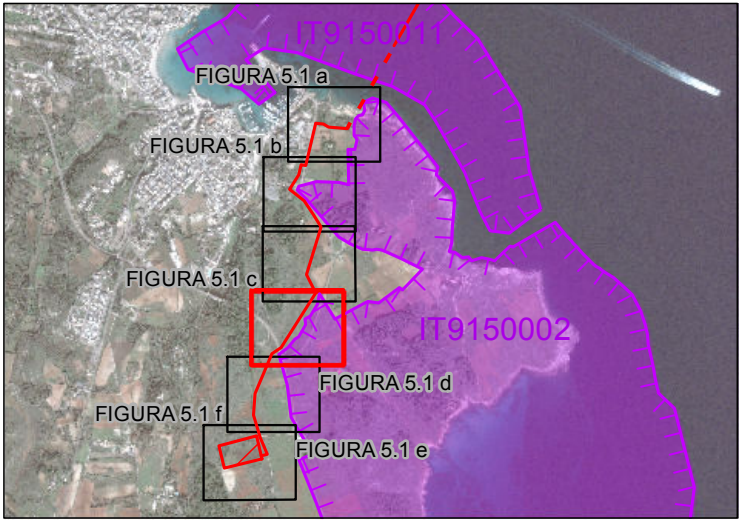 IT9150011
FIGURA 5.1 a
FIGURA 5.1 b
FIGURA 5.1 c
IT9150002
FIGURA 5.1 d
FIGURA 5.1 f
FIGURA 5.1 e